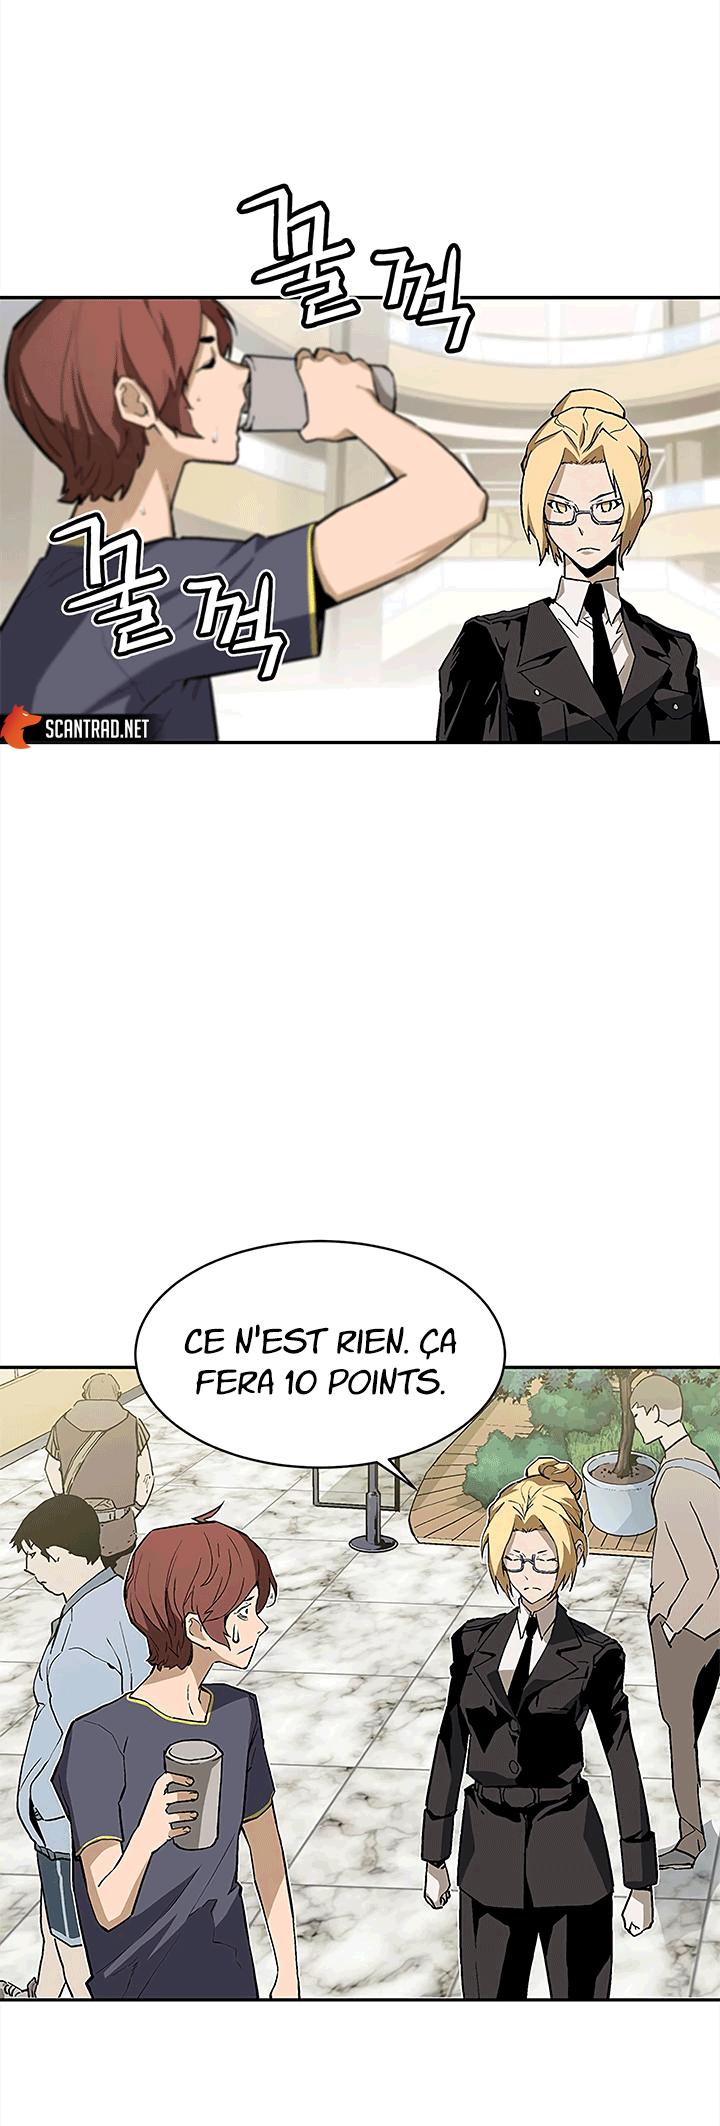 꿀꺽
꿀꺽
SCANTRAD.NET
CE N'EST RIEN. ÇA
FERA 10 POINTS.